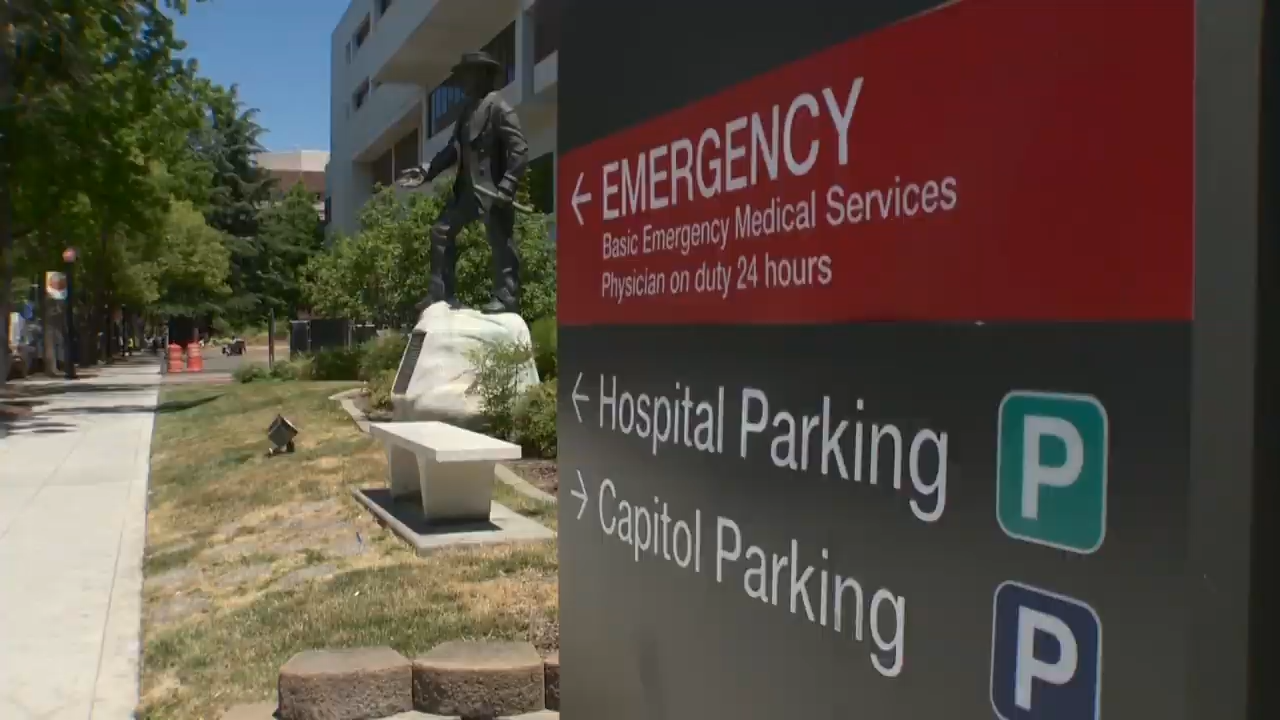 ← EMERGENCY
Basic Emergency Medical Services
Physician on duty 24 hours
← Hospital Parking P
→ Capitol Parking P